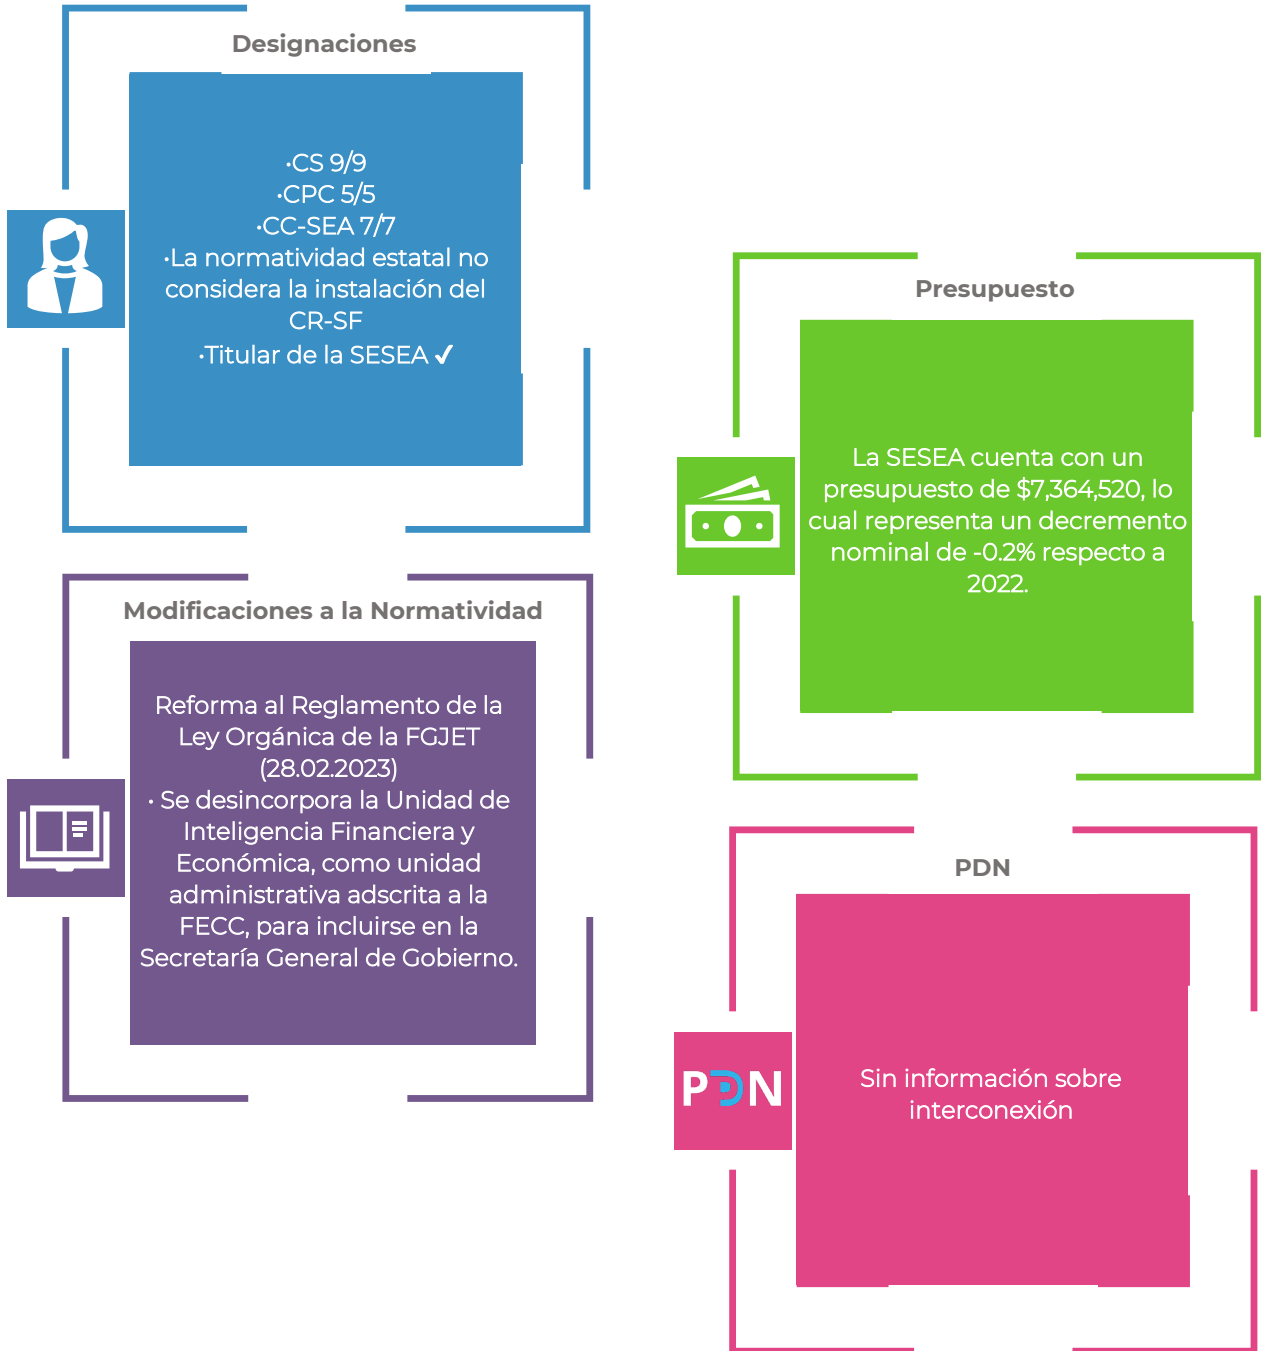 Designaciones
•CS 9/9
•CPC 5/5
•CC-SEA 7/7
•La normatividad estatal no
considera la instalación del
CR-SF
•Titular de la SESEA ✔
Modificaciones a la Normatividad
Reforma al Reglamento de la
Ley Orgánica de la FGJET
(28.02.2023)
• Se desincorpora la Unidad de
Inteligencia Financiera y
Económica, como unidad
administrativa adscrita a la
FECC, para incluirse en la
Secretaría General de Gobierno.
Presupuesto
La SESEA cuenta con un
presupuesto de $7,364,520, lo
cual representa un decremento
nominal de -0.2% respecto a
2022.
PDN
PDN
Sin información sobre
interconexión